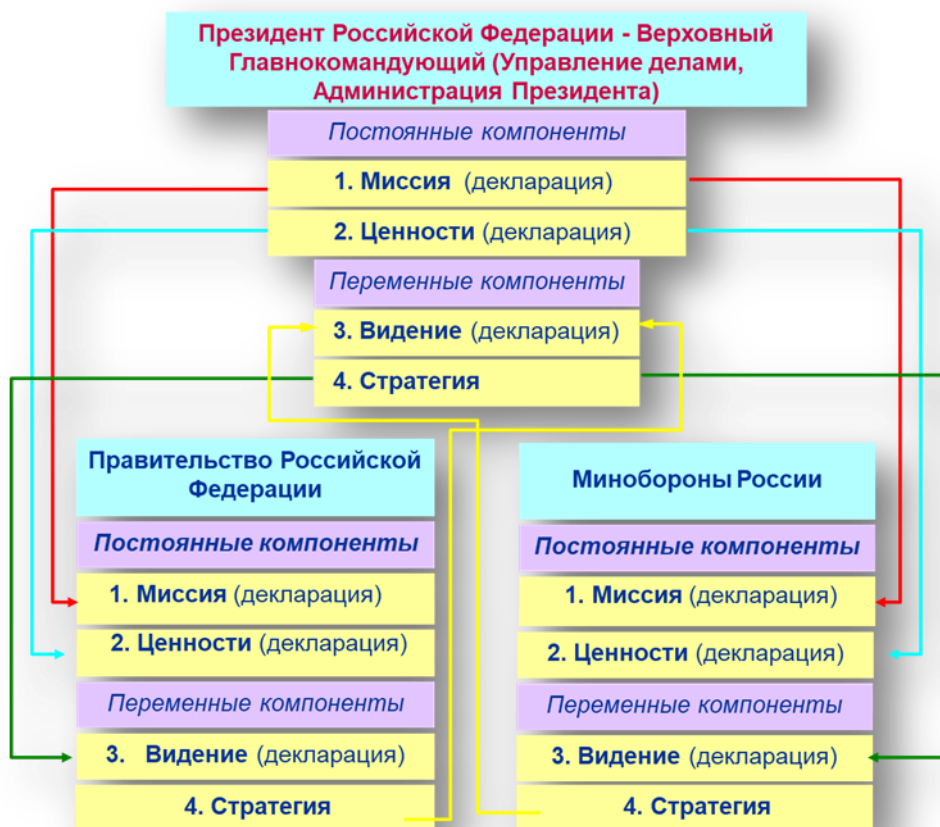 Президент Российской Федерации - Верховный
Главнокомандующий (Управление делами,
Администрация Президента)
Постоянные компоненты
1. Миссия (декларация)
2. Ценности (декларация)
Переменные компоненты
3. Видение (декларация)
4. Стратегия
Правительство Российской
Федерации
Постоянные компоненты
1. Миссия (декларация)
2. Ценности (декларация)
Переменные компоненты
3. Видение (декларация)
4. Стратегия
Минобороны России
Постоянные компоненты
1. Миссия (декларация)
2. Ценности (декларация)
Переменные компоненты
3. Видение (декларация)
4. Стратегия